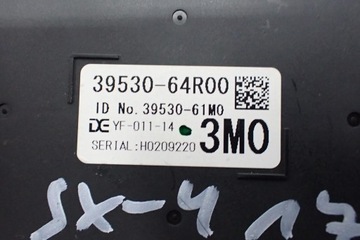 39530-64R00
ID No. 39530-61M0
DE YF-011-14 3M0
SERIAL:H0209220
SX-4 17